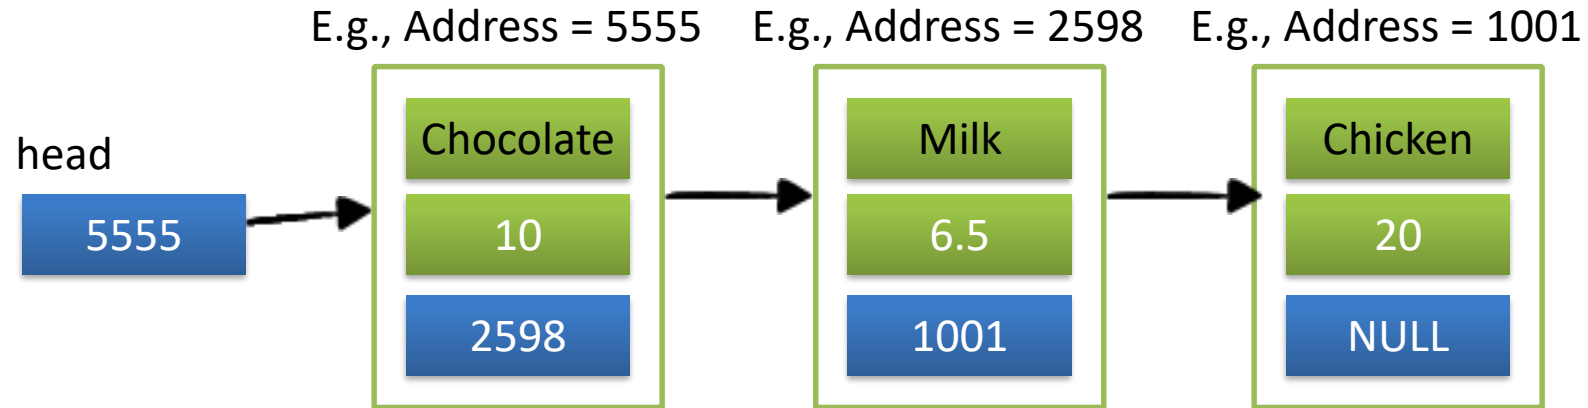 E.g., Address = 5555
E.g., Address = 2598
E.g., Address = 1001
head
5555
Chocolate
10
2598
Milk
6.5
1001
Chicken
20
NULL